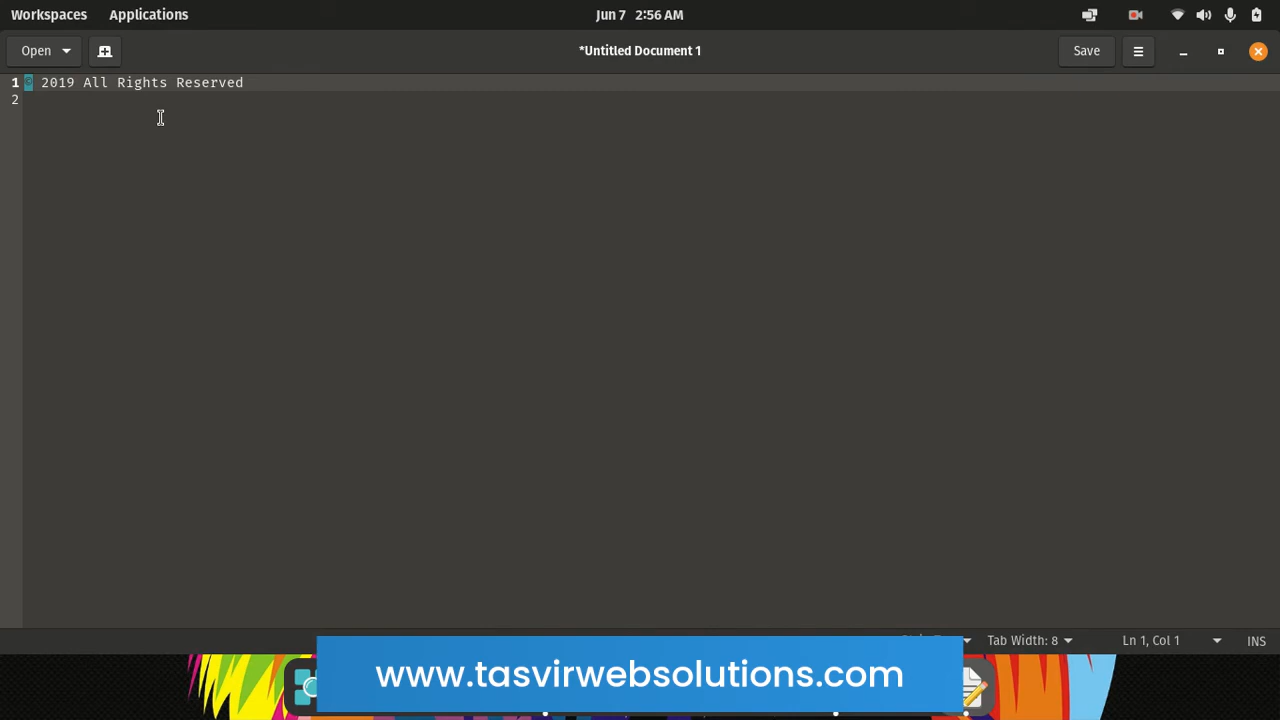 Workspaces Applications Jun 7 2:56 AM
Open *Untitled Document 1 Save
1 © 2019 All Rights Reserved
2
Tab Width: 8 Ln 1, Col 1 INS
www.tasvirwebsolutions.com